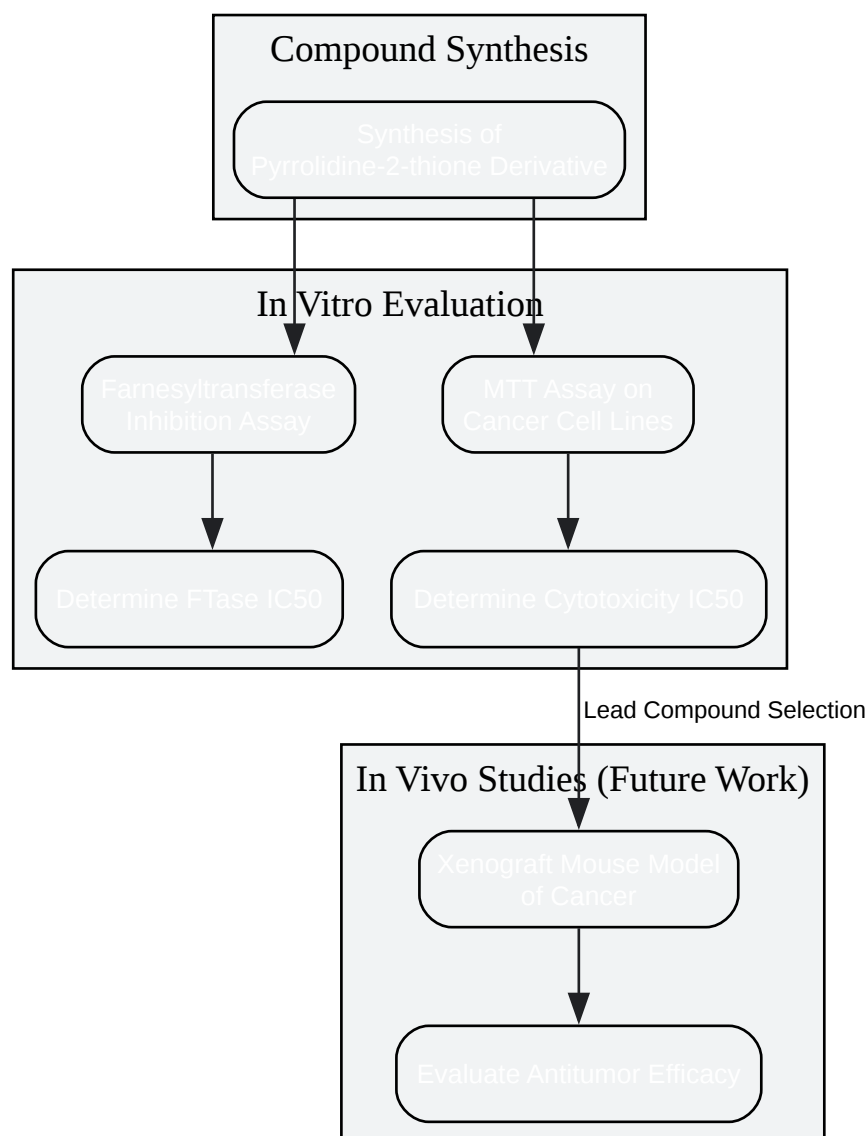 Compound Synthesis
Synthesis of
Pyrrolidine-2-thione Derivative
In Vitro Evaluation
Farnesyltransferase
Inhibition Assay
MTT Assay on
Cancer Cell Lines
Determine FTase IC50
Determine Cytotoxicity IC50
Lead Compound Selection
In Vivo Studies (Future Work)
Xenograft Mouse Model
of Cancer
Evaluate Antitumor Efficacy